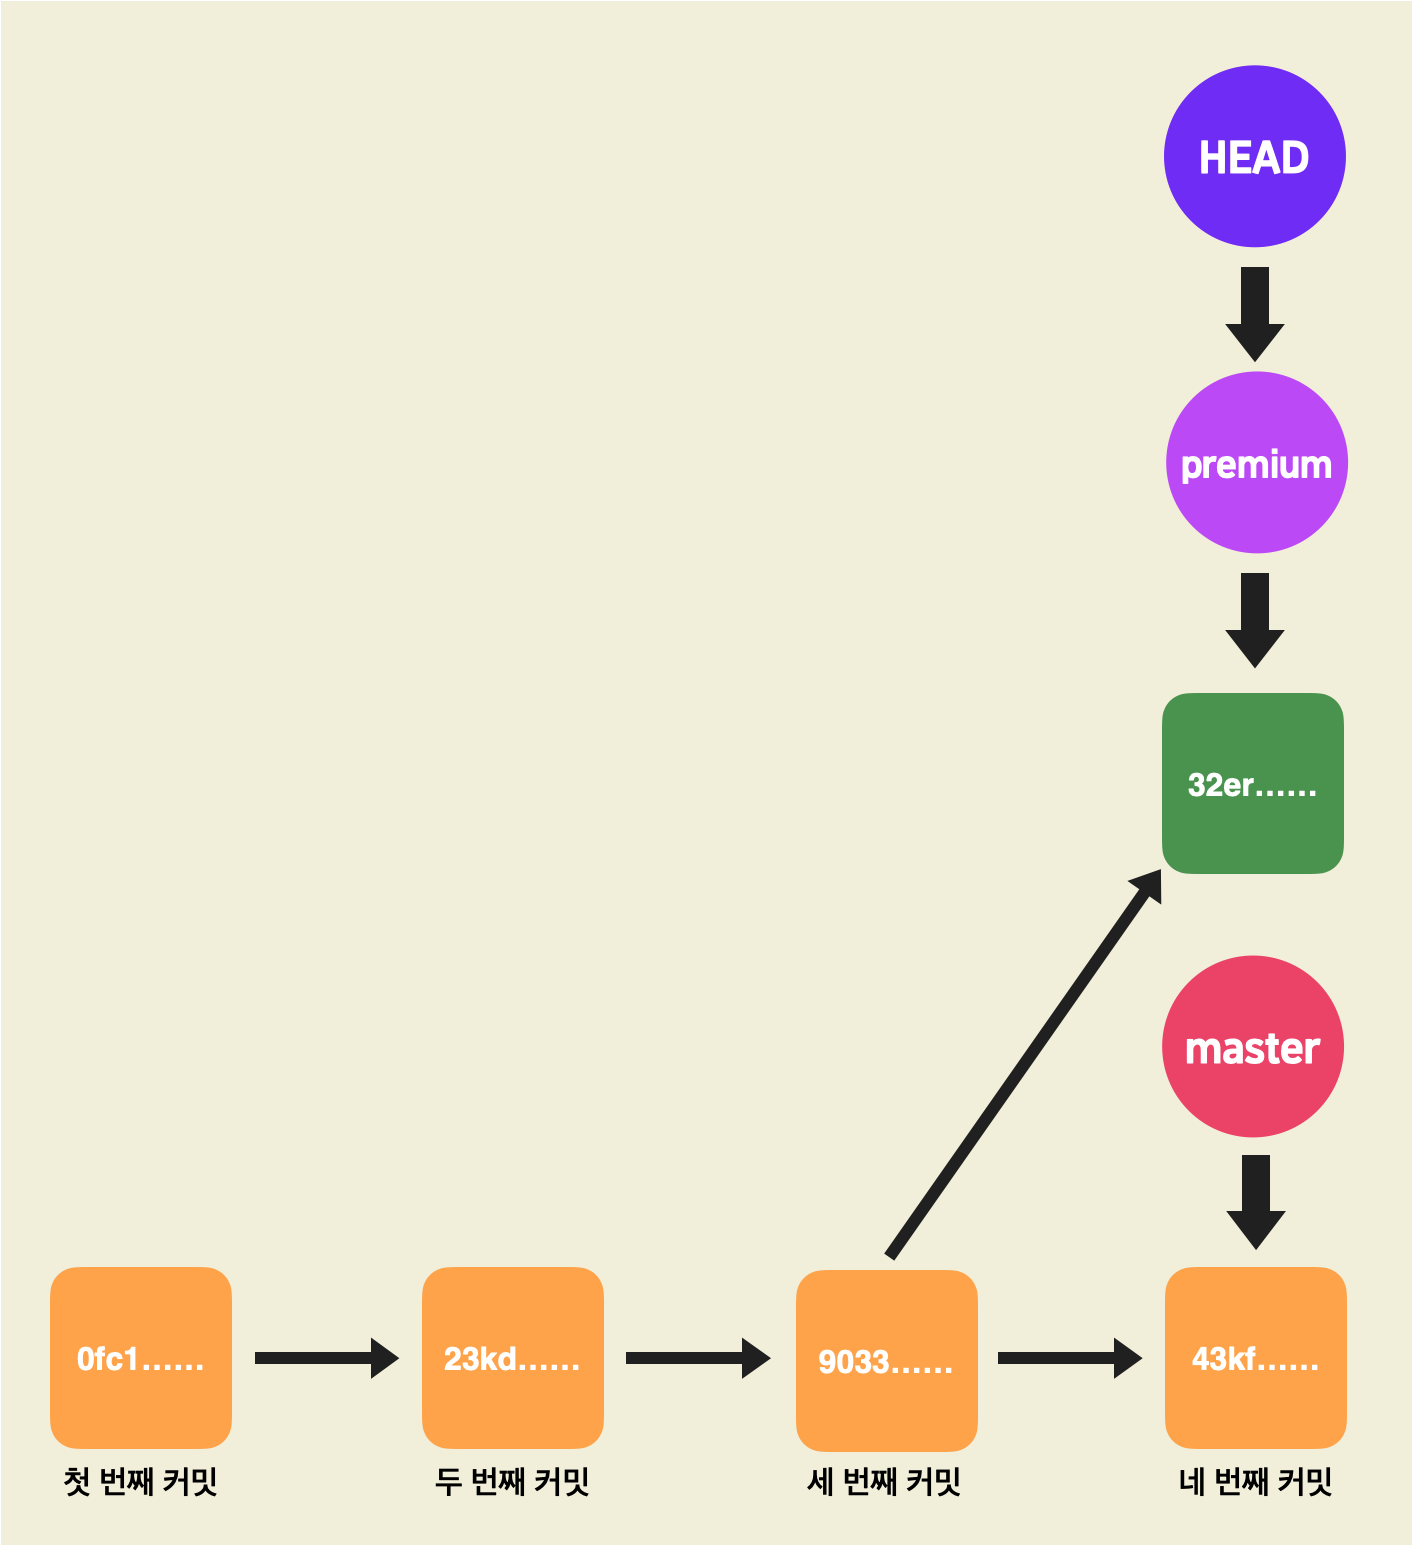 HEAD
premium
32er......
master
0fc1......
23kd......
9033......
43kf......
첫 번째 커밋
두 번째 커밋
세 번째 커밋
네 번째 커밋